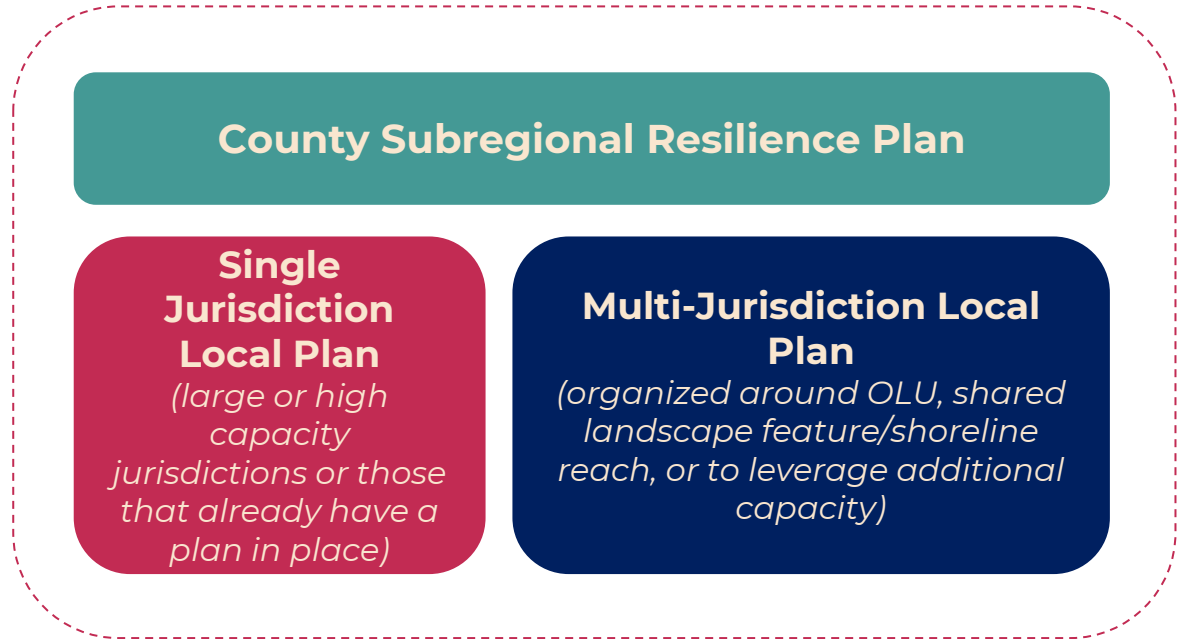 County Subregional Resilience Plan
Single
Jurisdiction
Local Plan
(large or high
capacity
jurisdictions or those
that already have a
plan in place)
Multi-Jurisdiction Local
Plan
(organized around OLU, shared
landscape feature/shoreline
reach, or to leverage additional
capacity)